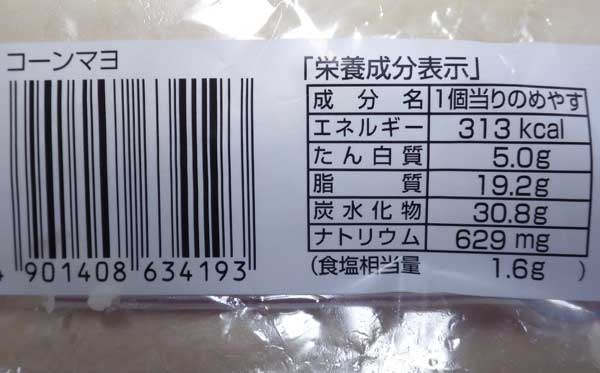 コーンマヨ
4 901408 634193
「栄養成分表示」
成分名 1個当りのめやす
エネルギー 313 kcal
たん白質 5.0g
脂質 19.2g
炭水化物 30.8g
ナトリウム 629 mg
(食塩相当量 1.6g )